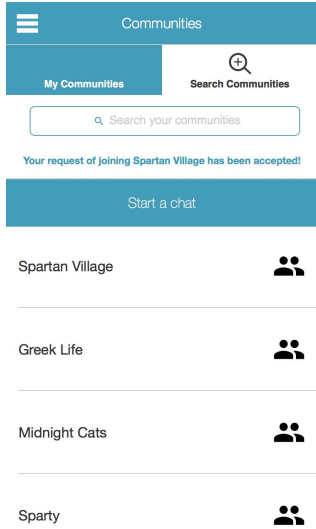 Communities
My Communities
Search Communities
Search your communities
Your request of joining Spartan Village has been accepted!
Start a chat
Spartan Village
Greek Life
Midnight Cats
Sparty